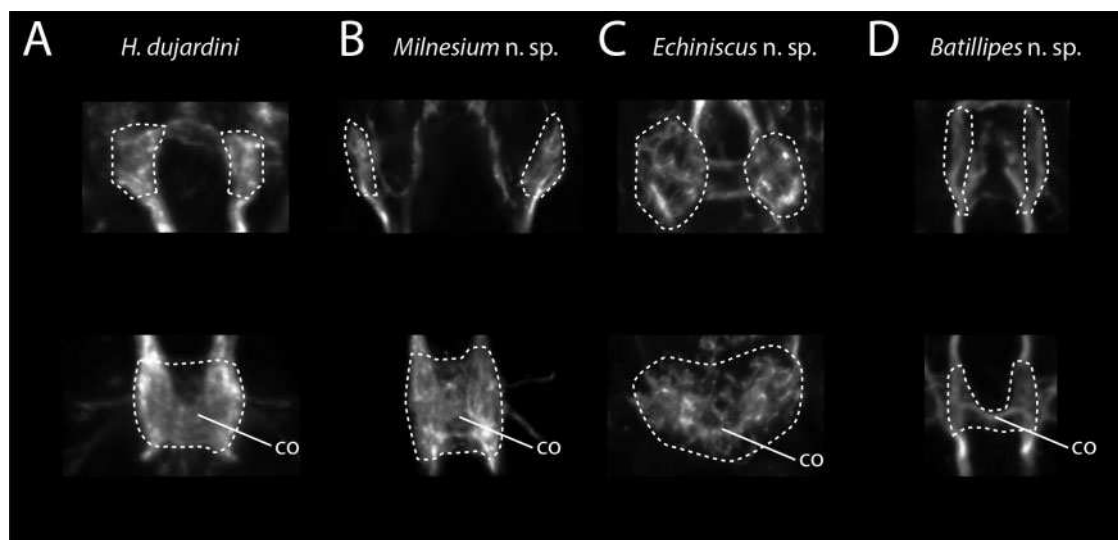 A
H. dujardini
B
Milnesium n. sp.
C
Echiniscus n. sp.
D
Batillipes n. sp.
co
co
co
co